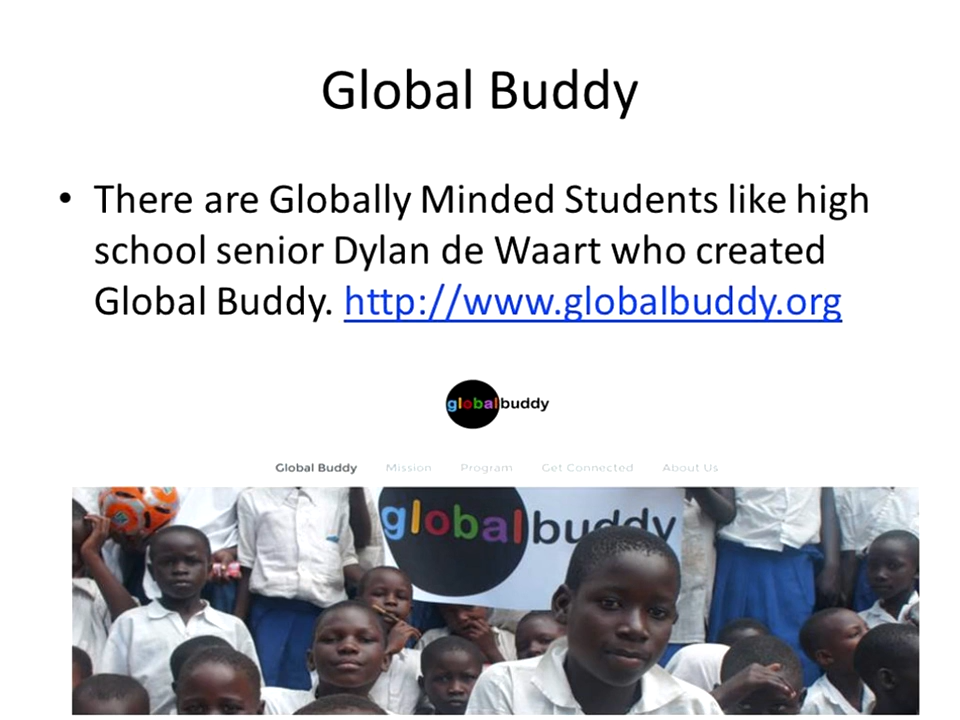 Global Buddy
• There are Globally Minded Students like high
school senior Dylan de Waart who created
Global Buddy. http://www.globalbuddy.org
globalbuddy
Global Buddy Mission Program Get Connected About Us
globalbuddy